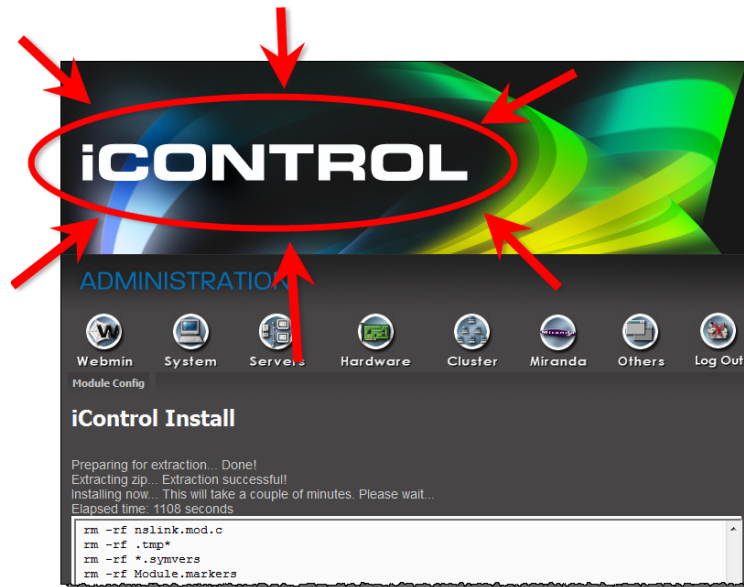 iCONTROL
ADMINISTRATION
Webmin System Servers Hardware Cluster Miranda Others Log Out
Module Config
iControl Install
Preparing for extraction... Done!
Extracting zip... Extraction successful!
Installing now... This will take a couple of minutes. Please wait...
Elapsed time: 1108 seconds
rm -rf nslink.mod.c
rm -rf .tmp*
rm -rf *.symvers
rm -rf Module.markers